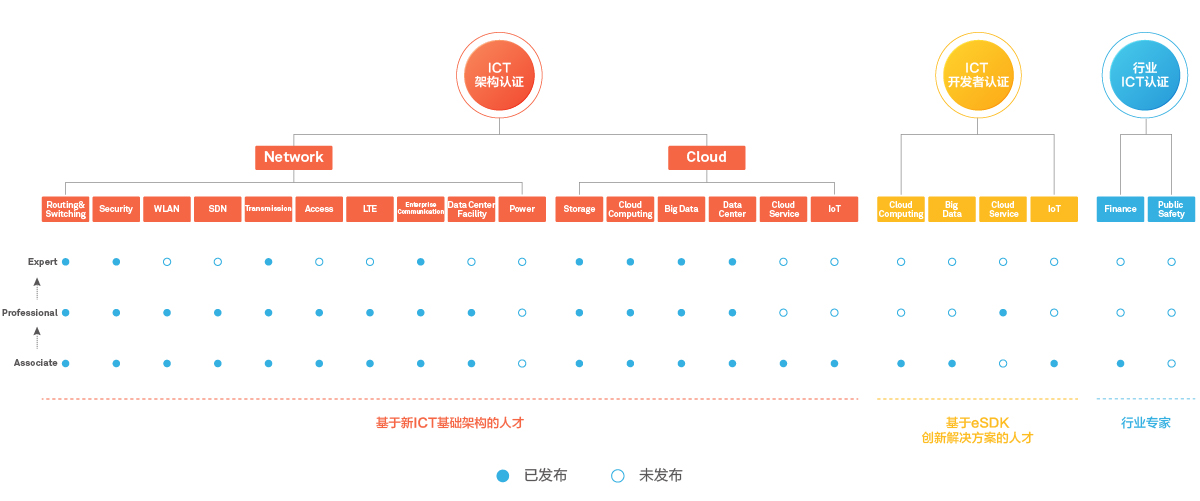 ICT
架构认证
ICT
开发者认证
行业
ICT认证
Network
Cloud
Routing&
Switching
Security
WLAN
SDN
Transmission
Access
LTE
Enterprise
Communication
Data Center
Facility
Power
Storage
Cloud
Computing
Big Data
Data
Center
Cloud
Service
IoT
Cloud
Computing
Big
Data
Cloud
Service
IoT
Finance
Public
Safety
Expert
Professional
Associate
基于新ICT基础架构的人才
基于eSDK
创新解决方案的人才
行业专家
已发布
未发布